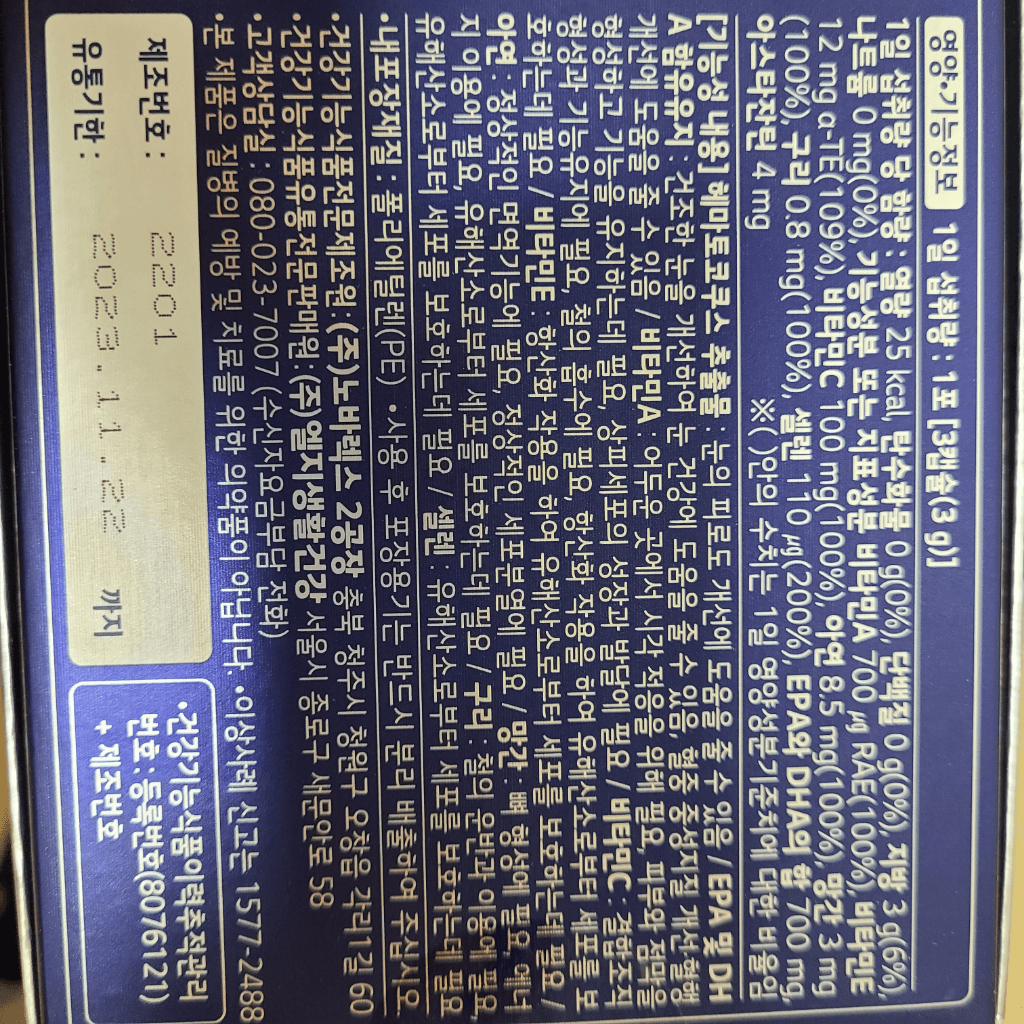 영양•기능정보 1일 섭취량 : 1포 [3캡슐(3 g)]
1일 섭취량 당 함량 : 열량 25 kcal, 탄수화물 0 g(0%), 단백질 0 g(0%), 지방 3 g(6%),
나트륨 0 mg(0%), 기능성분 또는 지표성분 비타민A 700 ㎍ RAE(100%), 비타민E
12 mg α-TE(109%), 비타민C 100 mg(100%), 아연 8.5 mg(100%), 망간 3 mg
(100%), 구리 0.8 mg(100%), 셀렌 110 ㎍(200%), EPA와 DHA의 합 700 mg,
아스타잔틴 4 mg ※( )안의 수치는 1일 영양성분기준치에 대한 비율임
[기능성 내용] 헤마토코쿠스 추출물 : 눈의 피로도 개선에 도움을 줄 수 있음 / EPA 및 DH
A 함유유지 : 건조한 눈을 개선하여 눈 건강에 도움을 줄 수 있음, 혈중 중성지질 개선•혈행
개선에 도움을 줄 수 있음 / 비타민A : 어두운 곳에서 시각 적응을 위해 필요, 피부와 점막을
형성하고 기능을 유지하는데 필요, 상피세포의 성장과 발달에 필요 / 비타민C : 결합조직
형성과 기능유지에 필요, 철의 흡수에 필요, 항산화 작용을 하여 유해산소로부터 세포를 보
호하는데 필요 / 비타민E : 항산화 작용을 하여 유해산소로부터 세포를 보호하는데 필요 /
아연 : 정상적인 면역기능에 필요, 정상적인 세포분열에 필요 / 망간 : 뼈 형성에 필요, 에너
지 이용에 필요, 유해산소로부터 세포를 보호하는데 필요 / 구리 : 철의 운반과 이용에 필요,
유해산소로부터 세포를 보호하는데 필요 / 셀렌 : 유해산소로부터 세포를 보호하는데 필요
•내포장재질 : 폴리에틸렌(PE) •사용 후 포장용기는 반드시 분리 배출하여 주십시오.
•건강기능식품전문제조원: (주)노바렉스 2공장 충북 청주시 청원구 오창읍 각리1길 60
•건강기능식품유통전문판매원: (주)엘지생활건강 서울시 종로구 새문안로 58
•고객상담실 : 080-023-7007 (수신자요금부담 전화)
•본 제품은 질병의 예방 및 치료를 위한 의약품이 아닙니다. •이상사례 신고는 1577-2488
제조번호 : 2201
유통기한 : 2023.11.22 까지
•건강기능식품이력추적관리
번호 : 등록번호(8076121)
+ 제조번호